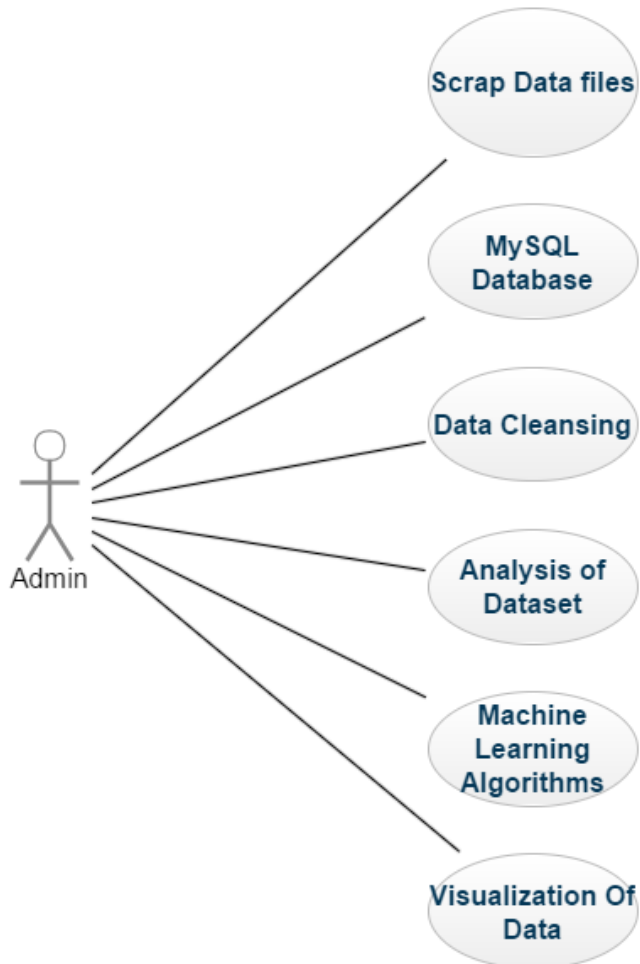 Scrap Data files
MySQL
Database
Data Cleansing
Admin
Analysis of
Dataset
Machine
Learning
Algorithms
Visualization Of
Data